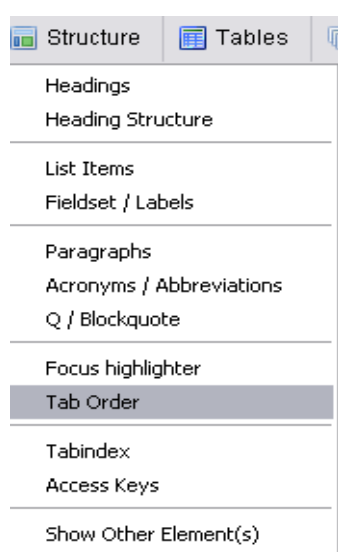 Structure Tables
Headings
Heading Structure
List Items
Fieldset / Labels
Paragraphs
Acronyms / Abbreviations
Q / Blockquote
Focus highlighter
Tab Order
Tabindex
Access Keys
Show Other Element(s)